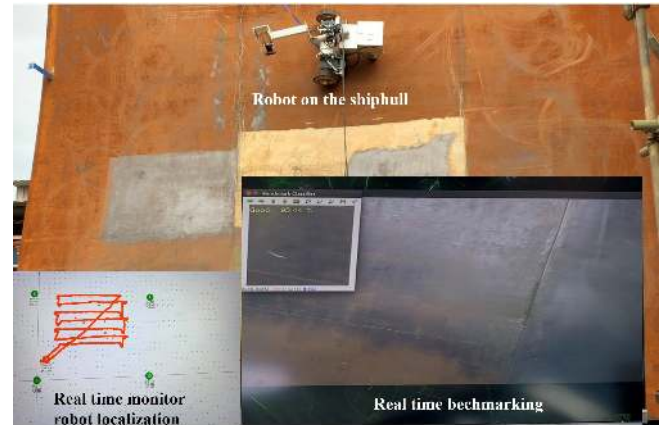 Robot on the shiphull
Real time monitor
robot localization
Real time bechmarking